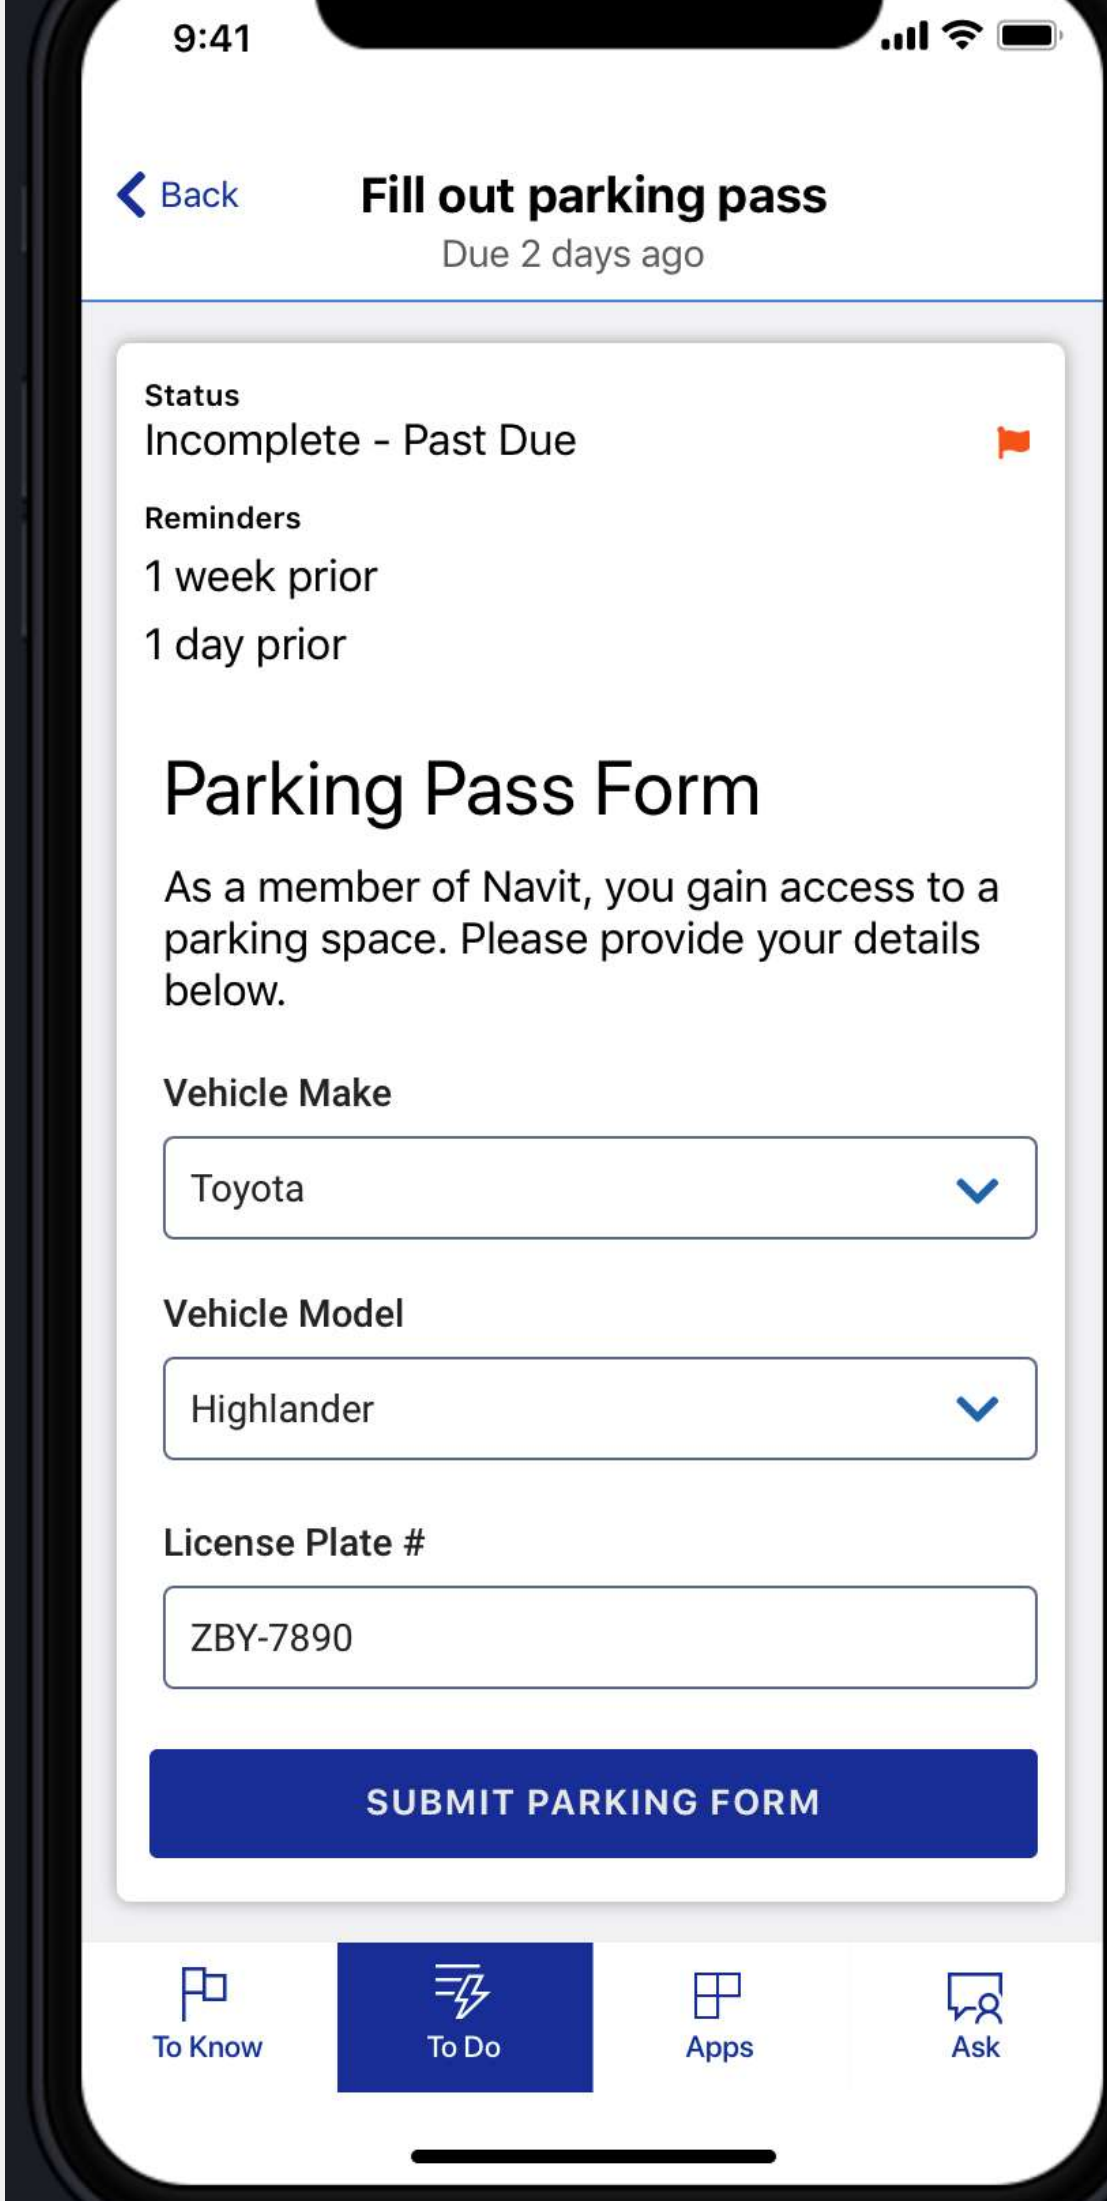 9:41
Back
Fill out parking pass
Due 2 days ago
Status
Incomplete - Past Due
Reminders
1 week prior
1 day prior
Parking Pass Form
As a member of Navit, you gain access to a
parking space. Please provide your details
below.
Vehicle Make
Toyota
Vehicle Model
Highlander
License Plate #
ZBY-7890
SUBMIT PARKING FORM
To Know
To Do
Apps
Ask